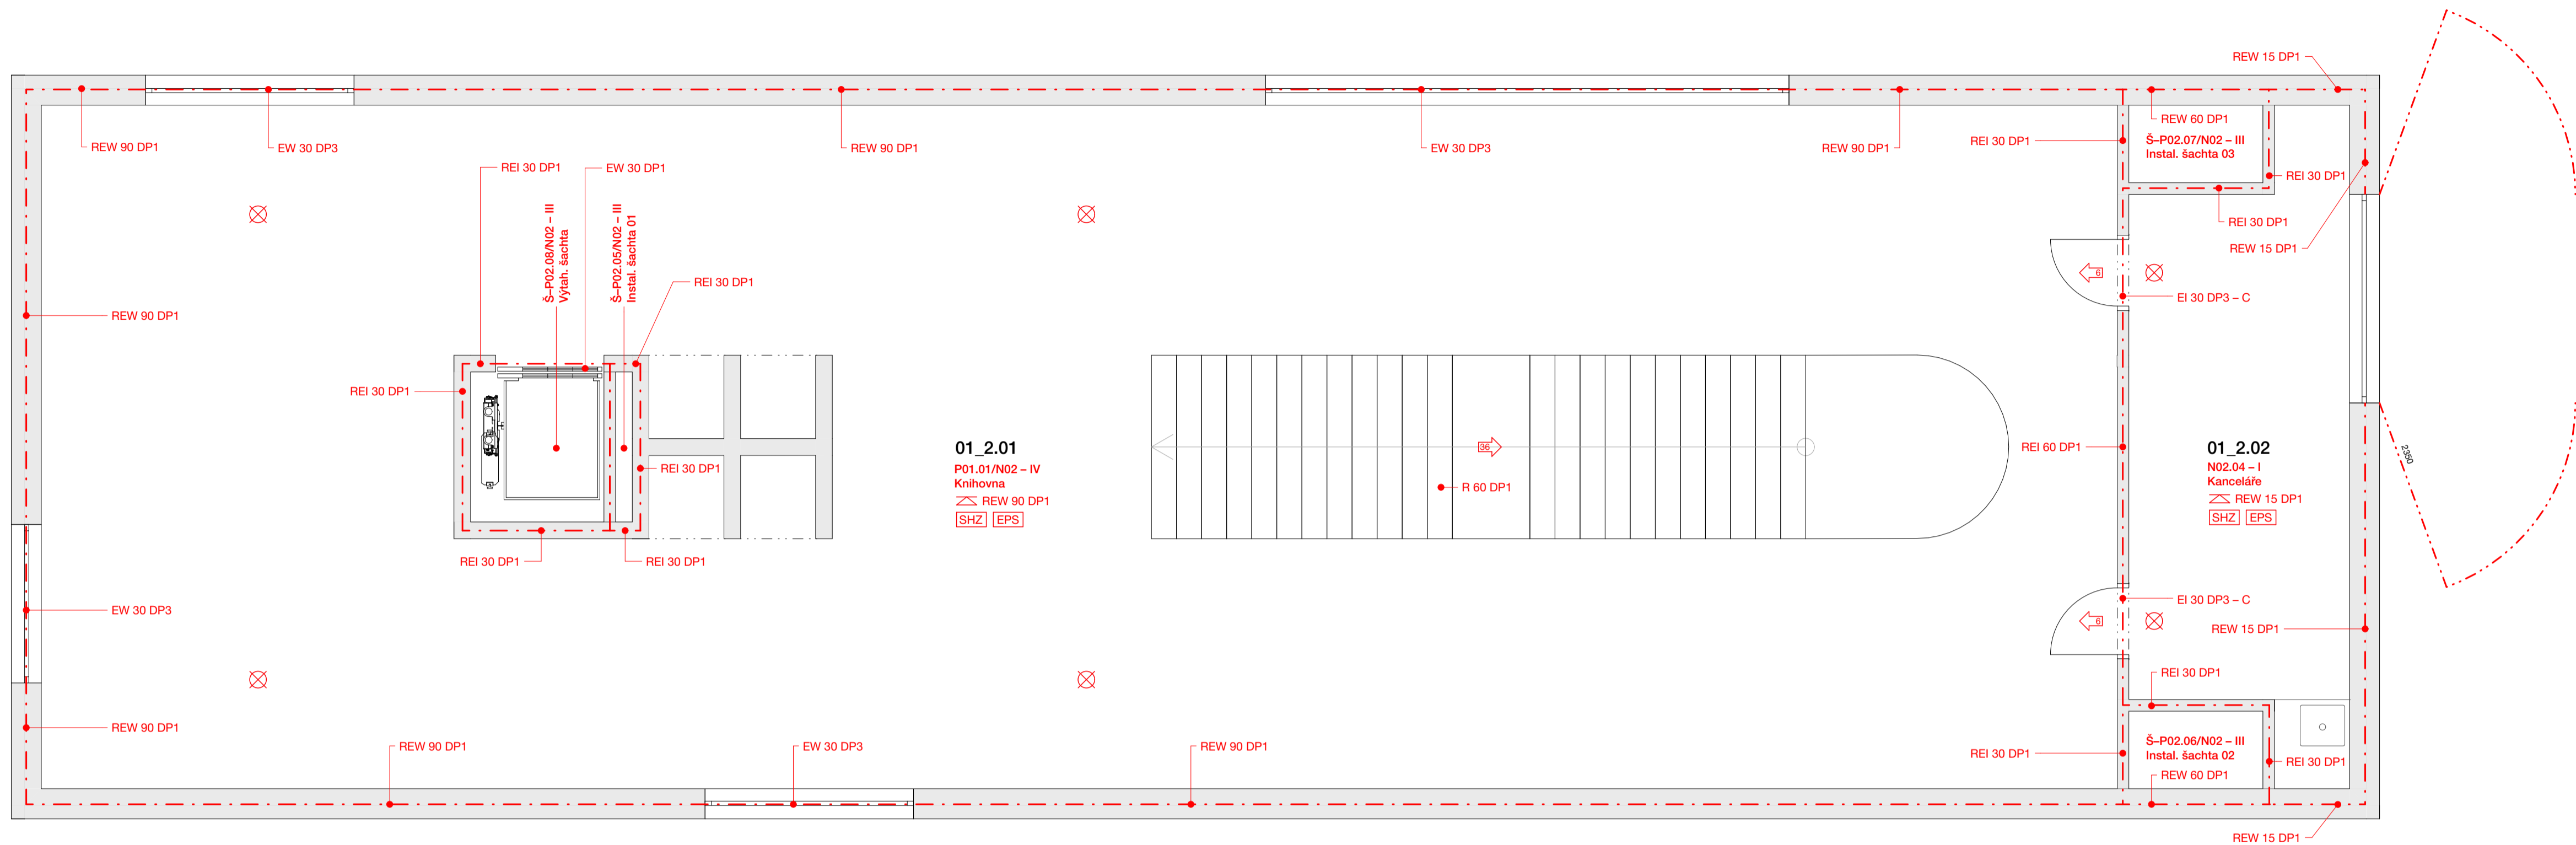 REW 15 DP1
REW 90 DP1
EW 30 DP3
REW 90 DP1
EW 30 DP3
REW 90 DP1
REI 30 DP1
REW 60 DP1
Š–P02.07/N02 – III
Instal. šachta 03
REI 30 DP1
REI 30 DP1
REW 15 DP1
REI 30 DP1
EW 30 DP1
Š–P02.08/N02 – III
Výtah. šachta
Š–P02.05/N02 – III
Instal. šachta 01
REI 30 DP1
REW 90 DP1
6
EI 30 DP3 – C
REI 30 DP1
REI 30 DP1
REI 30 DP1
REI 30 DP1
01_2.01
P01.01/N02 – IV
Knihovna
REW 90 DP1
SHZ EPS
36
R 60 DP1
REI 60 DP1
01_2.02
N02.04 – I
Kanceláře
REW 15 DP1
SHZ EPS
2350
EW 30 DP3
EI 30 DP3 – C
6
REW 15 DP1
REW 90 DP1
REI 30 DP1
REW 90 DP1
EW 30 DP3
REW 90 DP1
REI 30 DP1
Š–P02.06/N02 – III
Instal. šachta 02
REI 30 DP1
REW 60 DP1
REW 15 DP1